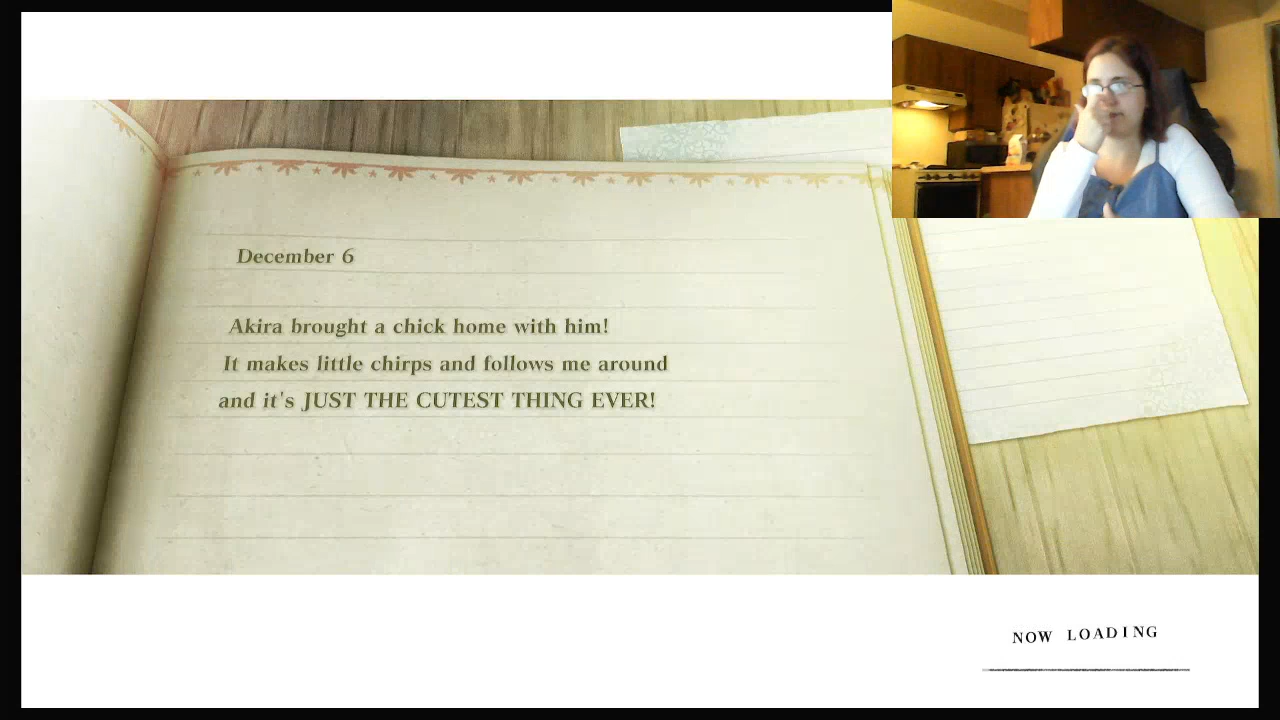 December 6
Akira brought a chick home with him!
It makes little chirps and follows me around
and it's JUST THE CUTEST THING EVER!
NOW LOADING